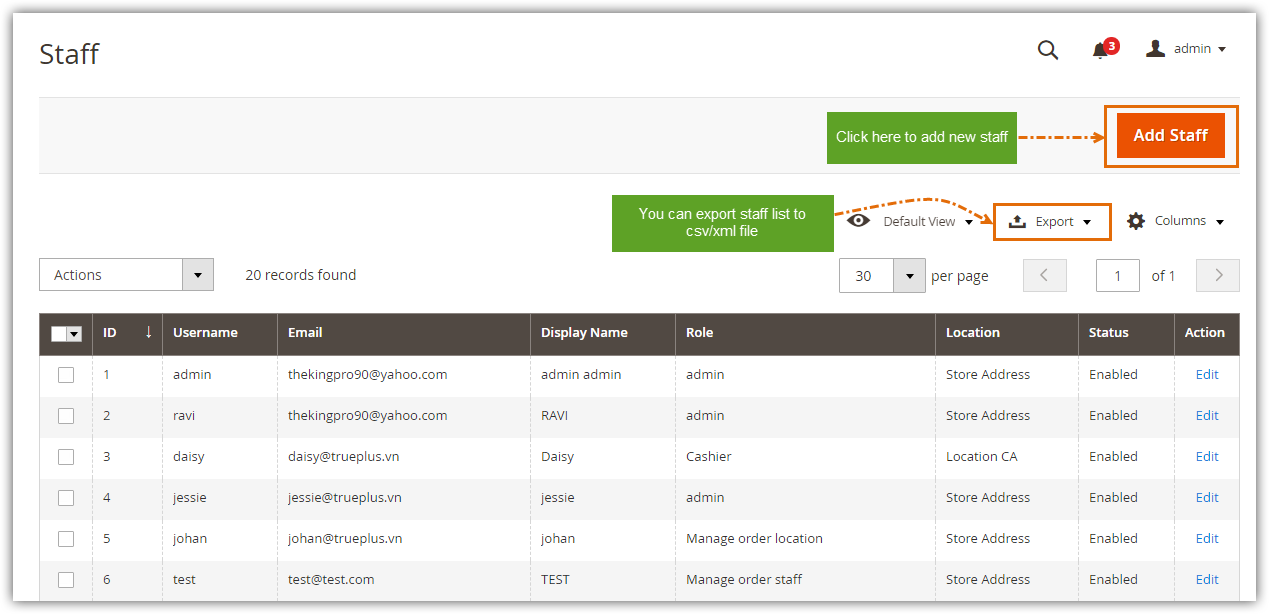 Staff
3
admin
Click here to add new staff
Add Staff
You can export staff list to
csv/xml file
Default View
Export
Columns
Actions
20 records found
30 per page
1 of 1
ID ↓ Username Email Display Name Role Location Status Action
1 admin thekingpro90@yahoo.com admin admin admin Store Address Enabled Edit
2 ravi thekingpro90@yahoo.com RAVI admin Store Address Enabled Edit
3 daisy daisy@trueplus.vn Daisy Cashier Location CA Enabled Edit
4 jessie jessie@trueplus.vn jessie admin Store Address Enabled Edit
5 johan johan@trueplus.vn johan Manage order location Store Address Enabled Edit
6 test test@test.com TEST Manage order staff Store Address Enabled Edit